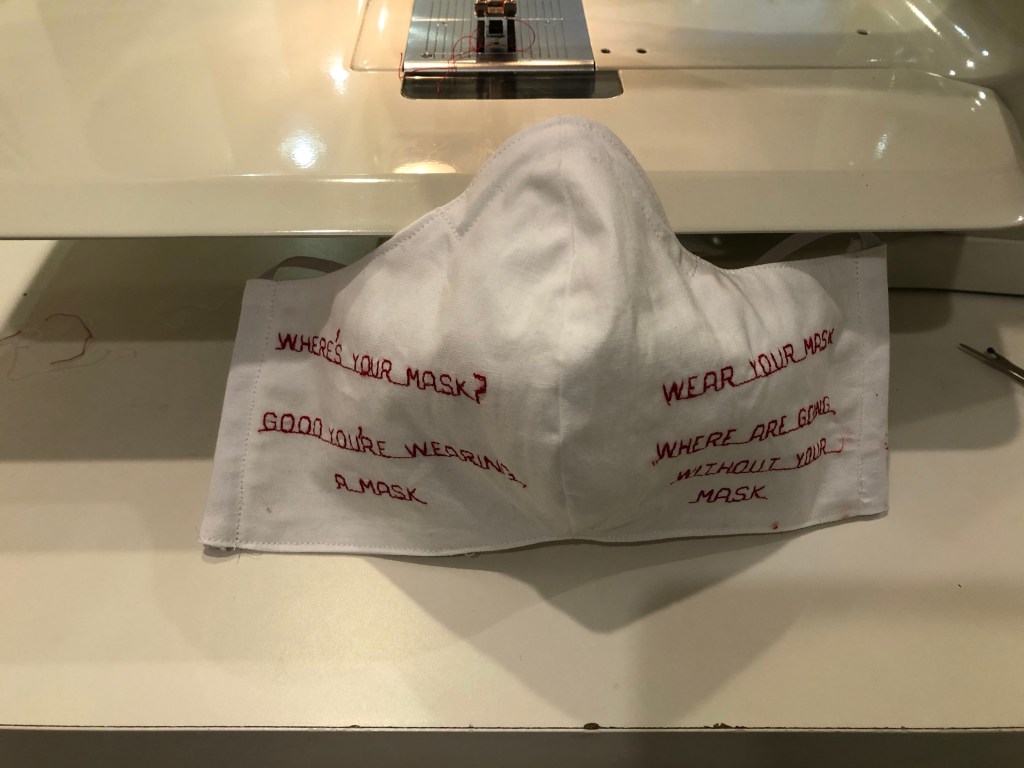 WHERE'S YOUR MASK?
GOOD YOU'RE WEARING
A MASK
WEAR YOUR MASK
WHERE ARE GOING
WITHOUT YOUR
MASK